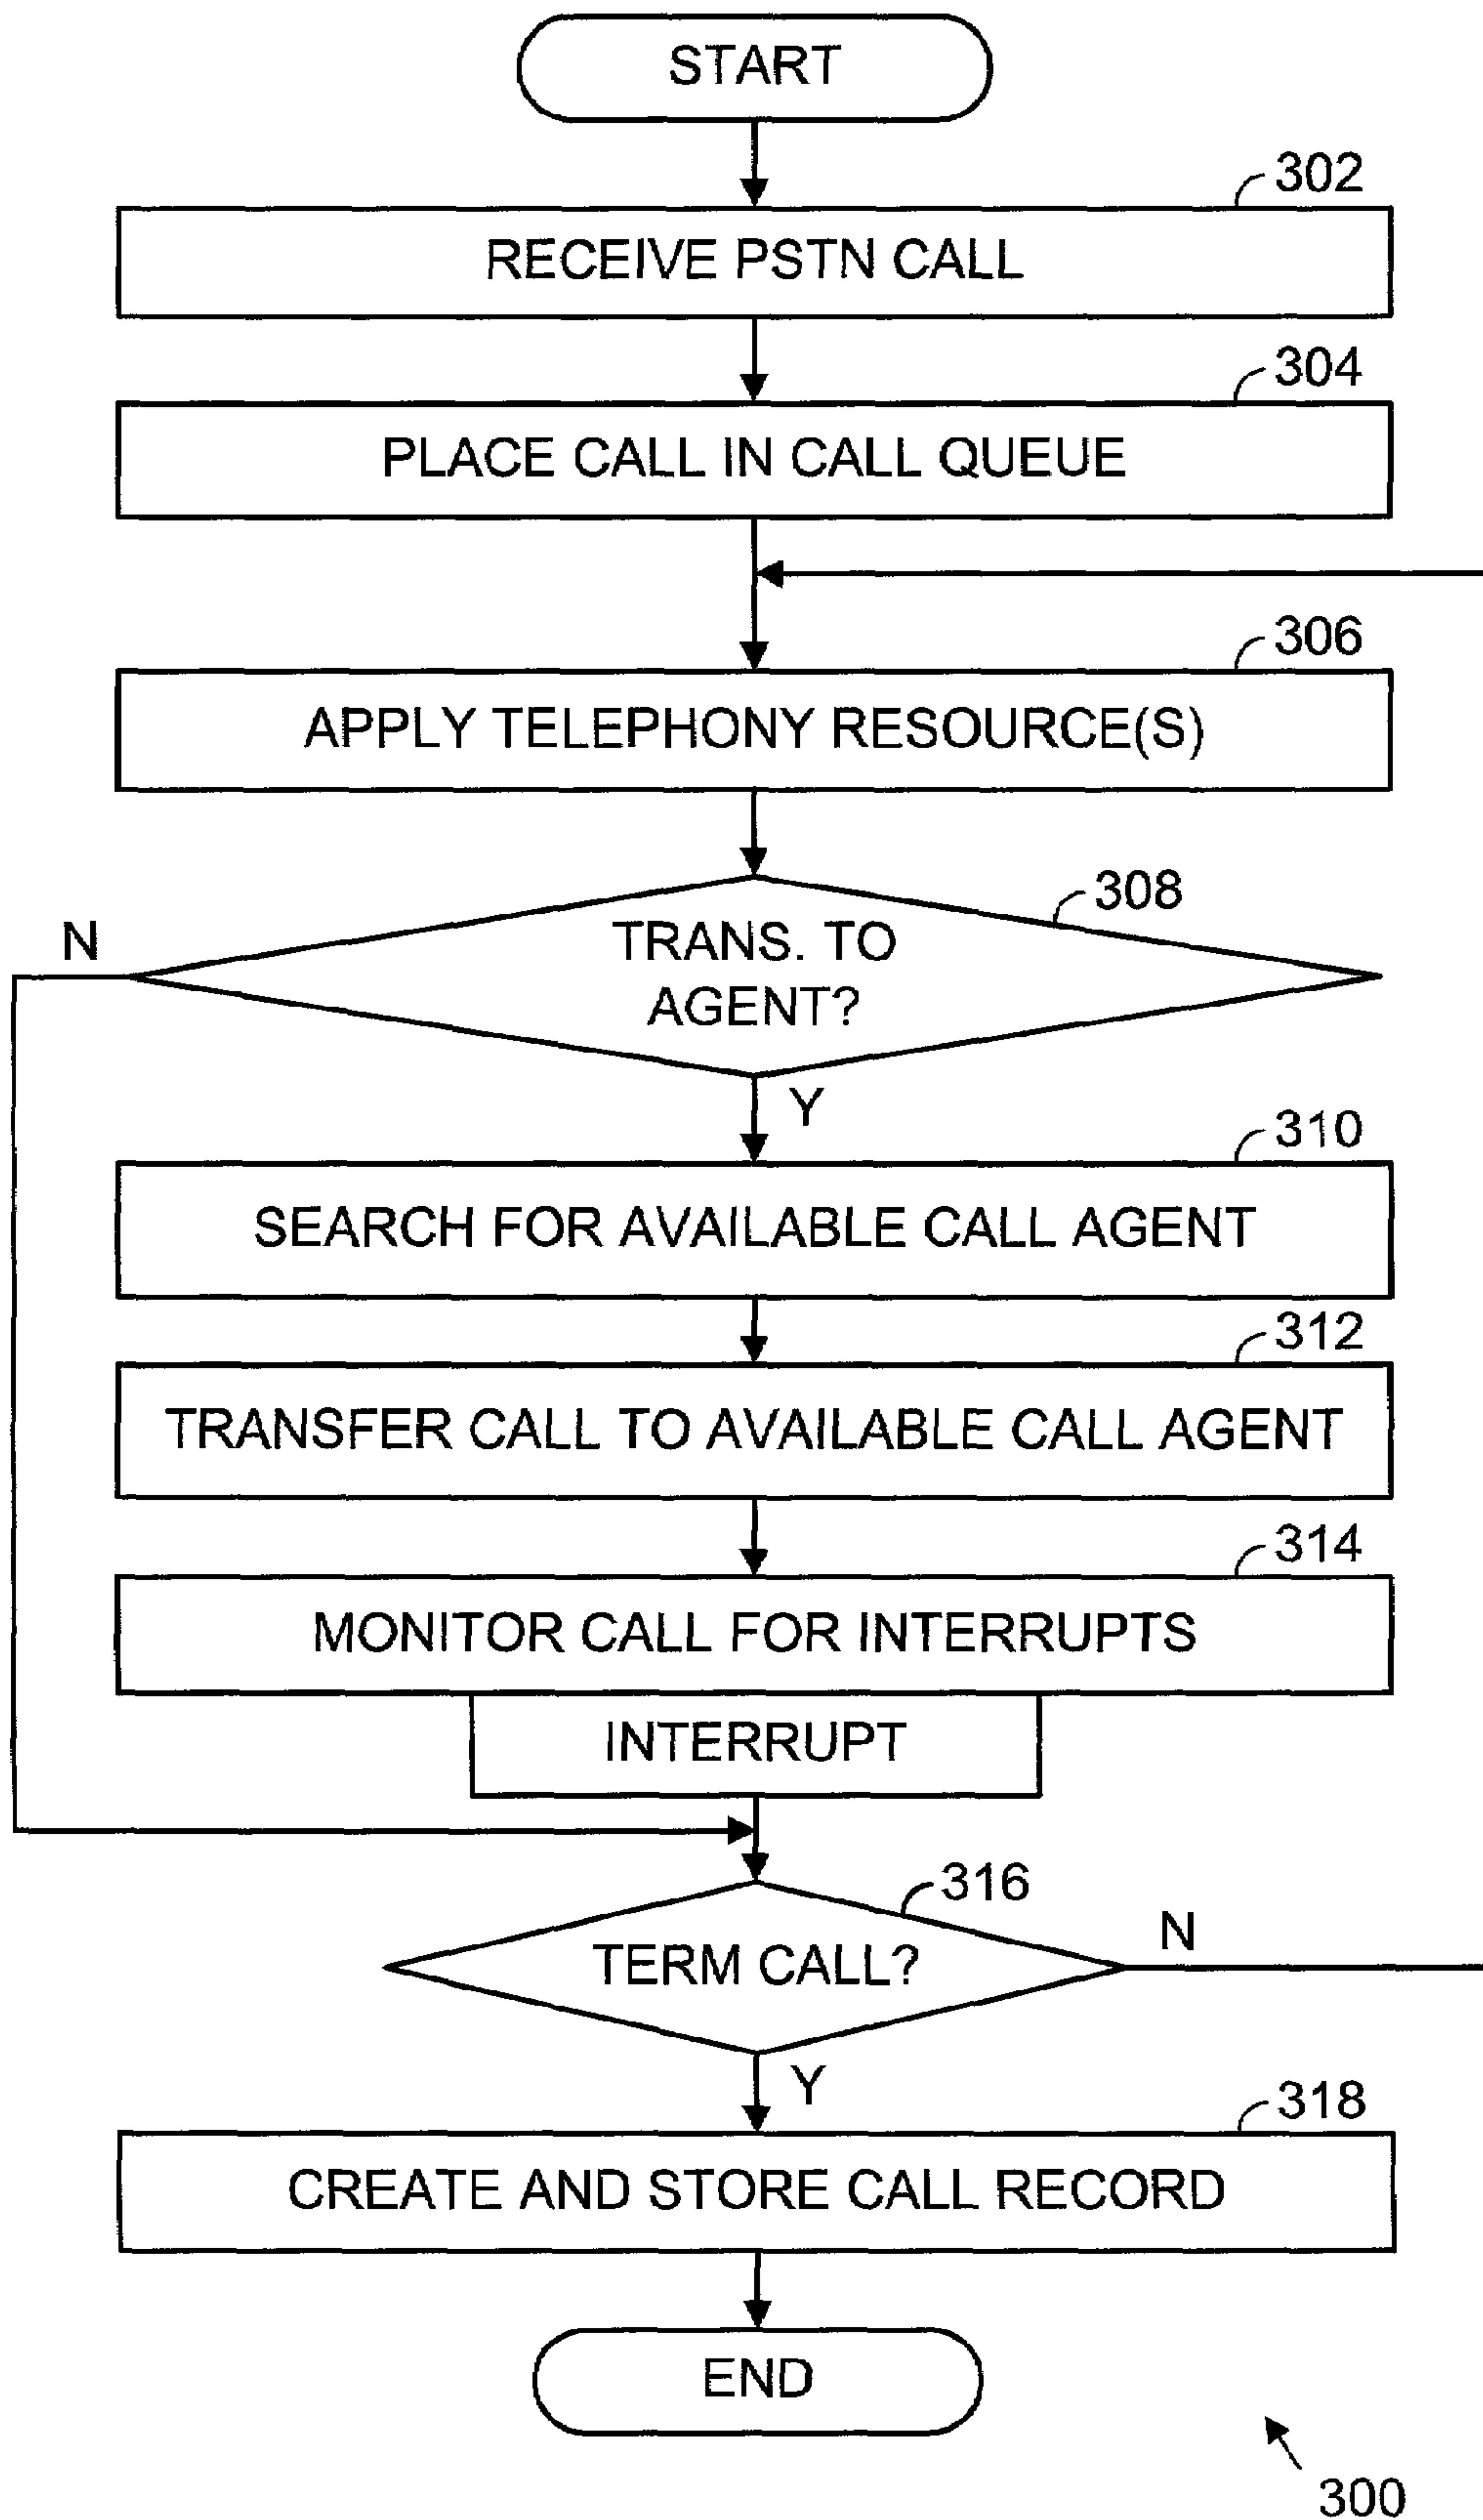 START
302
RECEIVE PSTN CALL
304
PLACE CALL IN CALL QUEUE
306
APPLY TELEPHONY RESOURCE(S)
308
N
TRANS. TO
AGENT?
Y
310
SEARCH FOR AVAILABLE CALL AGENT
312
TRANSFER CALL TO AVAILABLE CALL AGENT
314
MONITOR CALL FOR INTERRUPTS
INTERRUPT
316
N
TERM CALL?
Y
318
CREATE AND STORE CALL RECORD
END
300